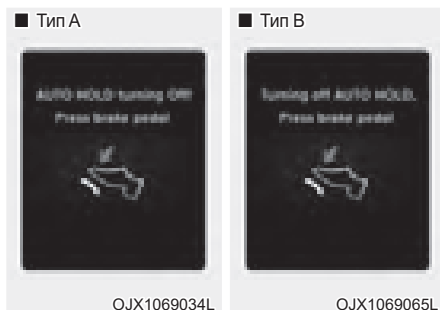 ■ Тип A
AUTO HOLD turning Off!
Press brake pedal
OJX1069034L
■ Тип B
Turning off AUTO HOLD.
Press brake pedal
OJX1069065L